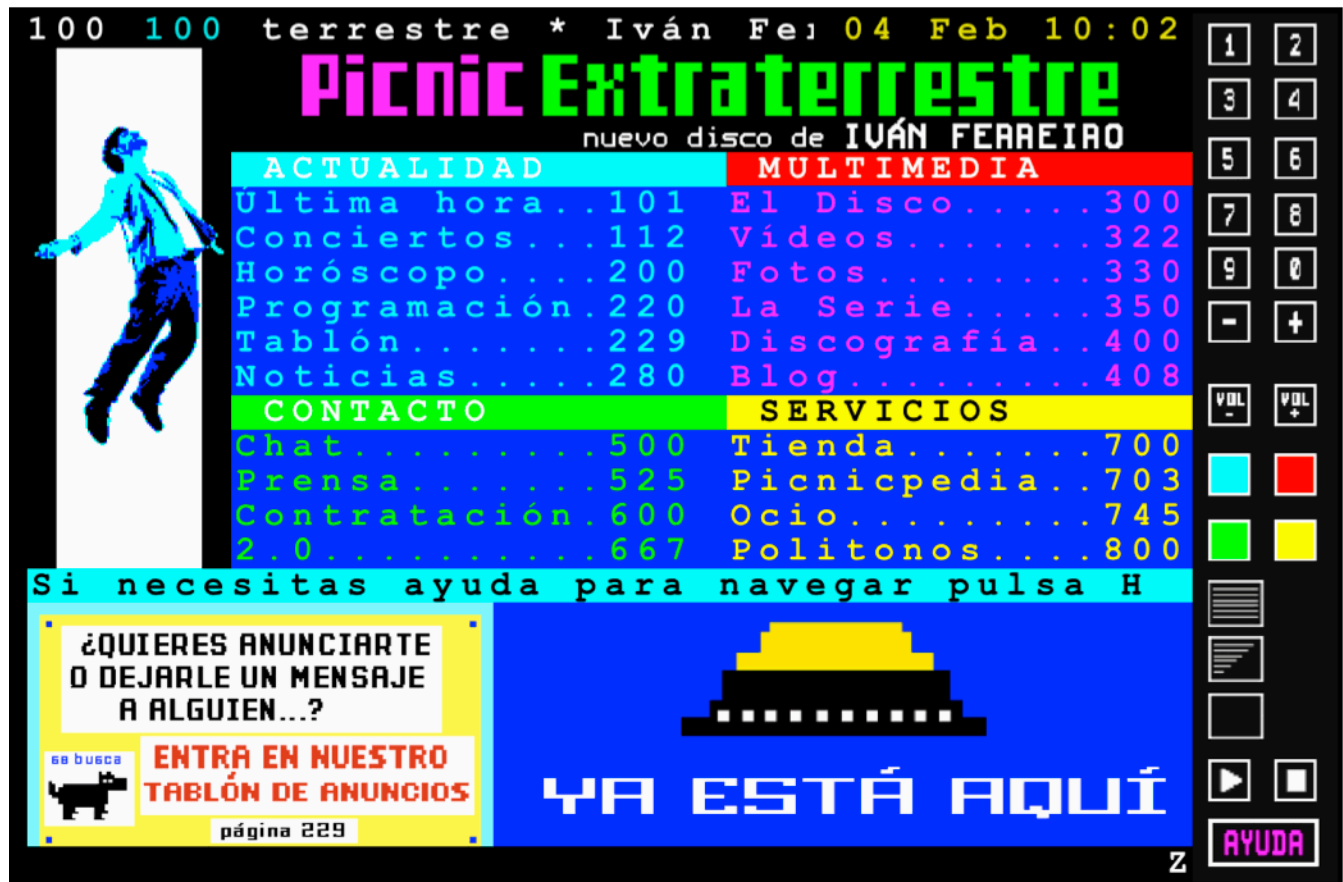 100 100 terrestre * Iván Fe 04 Feb 10:02
Picnic Extraterrestre
nuevo disco de IVÁN FERREIRO
ACTUALIDAD
Última hora..101
Conciertos...112
Horóscopo....200
Programación.220
Tablón.......229
Noticias.....280
MULTIMEDIA
El Disco.....300
Vídeos.......322
Fotos........330
La Serie.....350
Discografía..400
Blog.........408
CONTACTO
Chat.........500
Prensa.......525
Contratación.600
2.0..........667
SERVICIOS
Tienda.......700
Picnicpedia..703
Ocio.........745
Politonos....800
Si necesitas ayuda para navegar pulsa H
¿QUIERES ANUNCIARTE
O DEJARLE UN MENSAJE
A ALGUIEN...?
se busca
ENTRA EN NUESTRO
TABLÓN DE ANUNCIOS
página 229
YA ESTÁ AQUÍ
Z
1 2
3 4
5 6
7 8
9 0
- +
VOL - VOL +
AYUDA